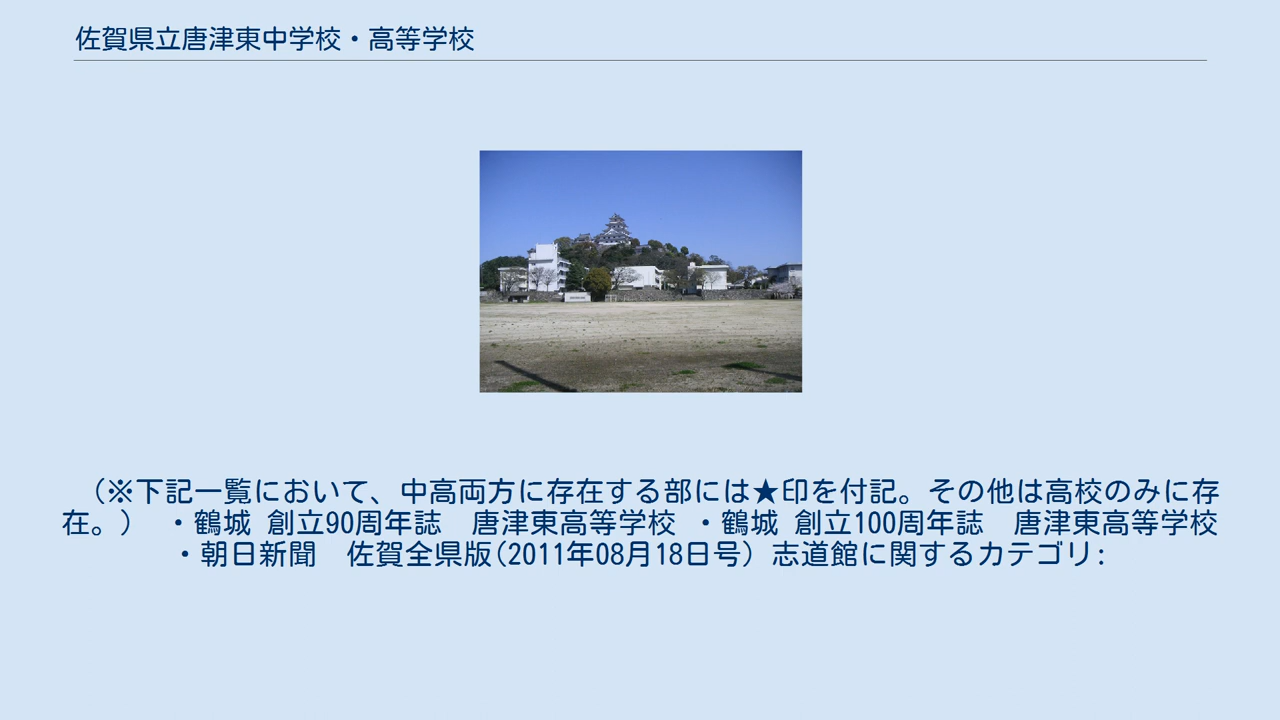 佐賀県立唐津東中学校・高等学校
（※下記一覧において、中高両方に存在する部には★印を付記。その他は高校のみに存
在。）　・鶴城 創立90周年誌　唐津東高等学校 ・鶴城 創立100周年誌　唐津東高等学校
・朝日新聞　佐賀全県版(2011年08月18日号) 志道館に関するカテゴリ: